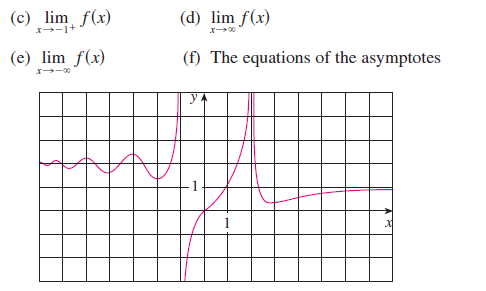 (c) lim x→−1⁺ f(x) (d) lim x→∞ f(x)
(e) lim x→−∞ f(x) (f) The equations of the asymptotes
y
1
1
x